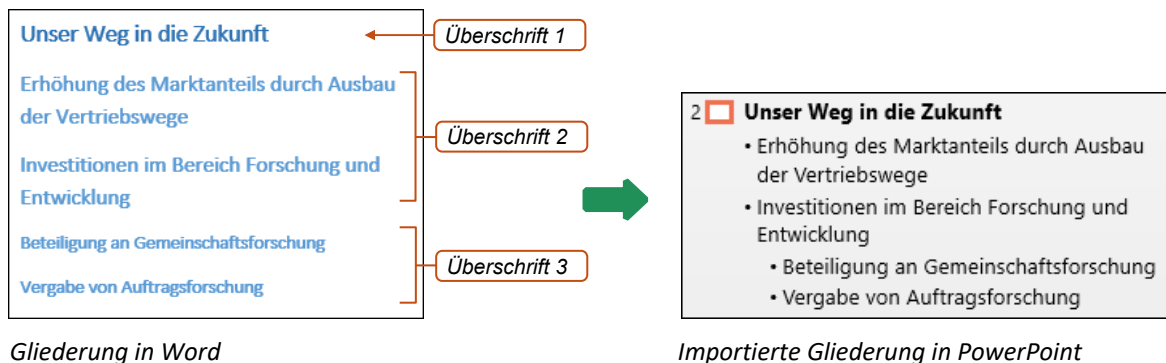 Unser Weg in die Zukunft
Überschrift 1
Erhöhung des Marktanteils durch Ausbau
der Vertriebswege
Überschrift 2
Investitionen im Bereich Forschung und
Entwicklung
Beteiligung an Gemeinschaftsforschung
Überschrift 3
Vergabe von Auftragsforschung
Gliederung in Word
2 Unser Weg in die Zukunft
• Erhöhung des Marktanteils durch Ausbau
der Vertriebswege
• Investitionen im Bereich Forschung und
Entwicklung
• Beteiligung an Gemeinschaftsforschung
• Vergabe von Auftragsforschung
Importierte Gliederung in PowerPoint